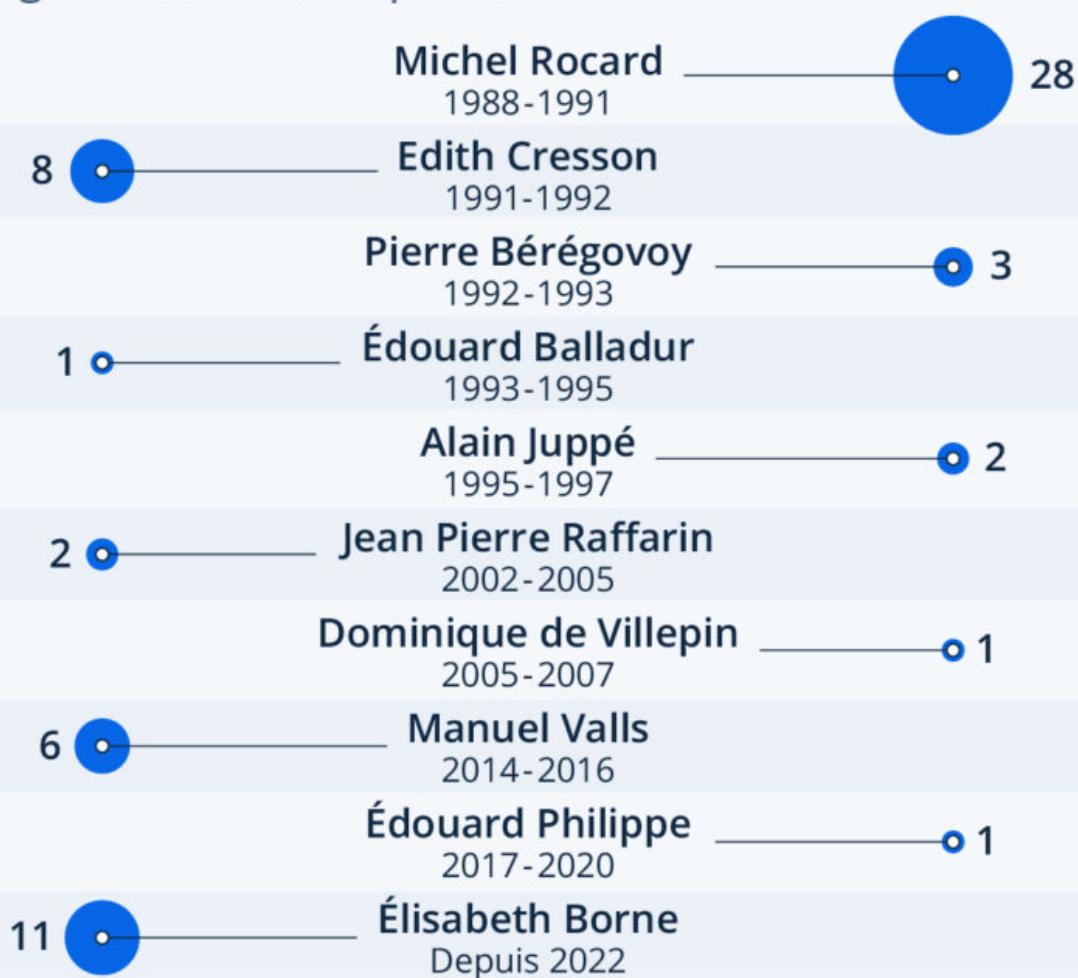 Michel Rocard
1988-1991
28
8
Edith Cresson
1991-1992
Pierre Bérégovoy
1992-1993
3
1
Édouard Balladur
1993-1995
Alain Juppé
1995-1997
2
2
Jean Pierre Raffarin
2002-2005
Dominique de Villepin
2005-2007
1
6
Manuel Valls
2014-2016
Édouard Philippe
2017-2020
1
11
Élisabeth Borne
Depuis 2022